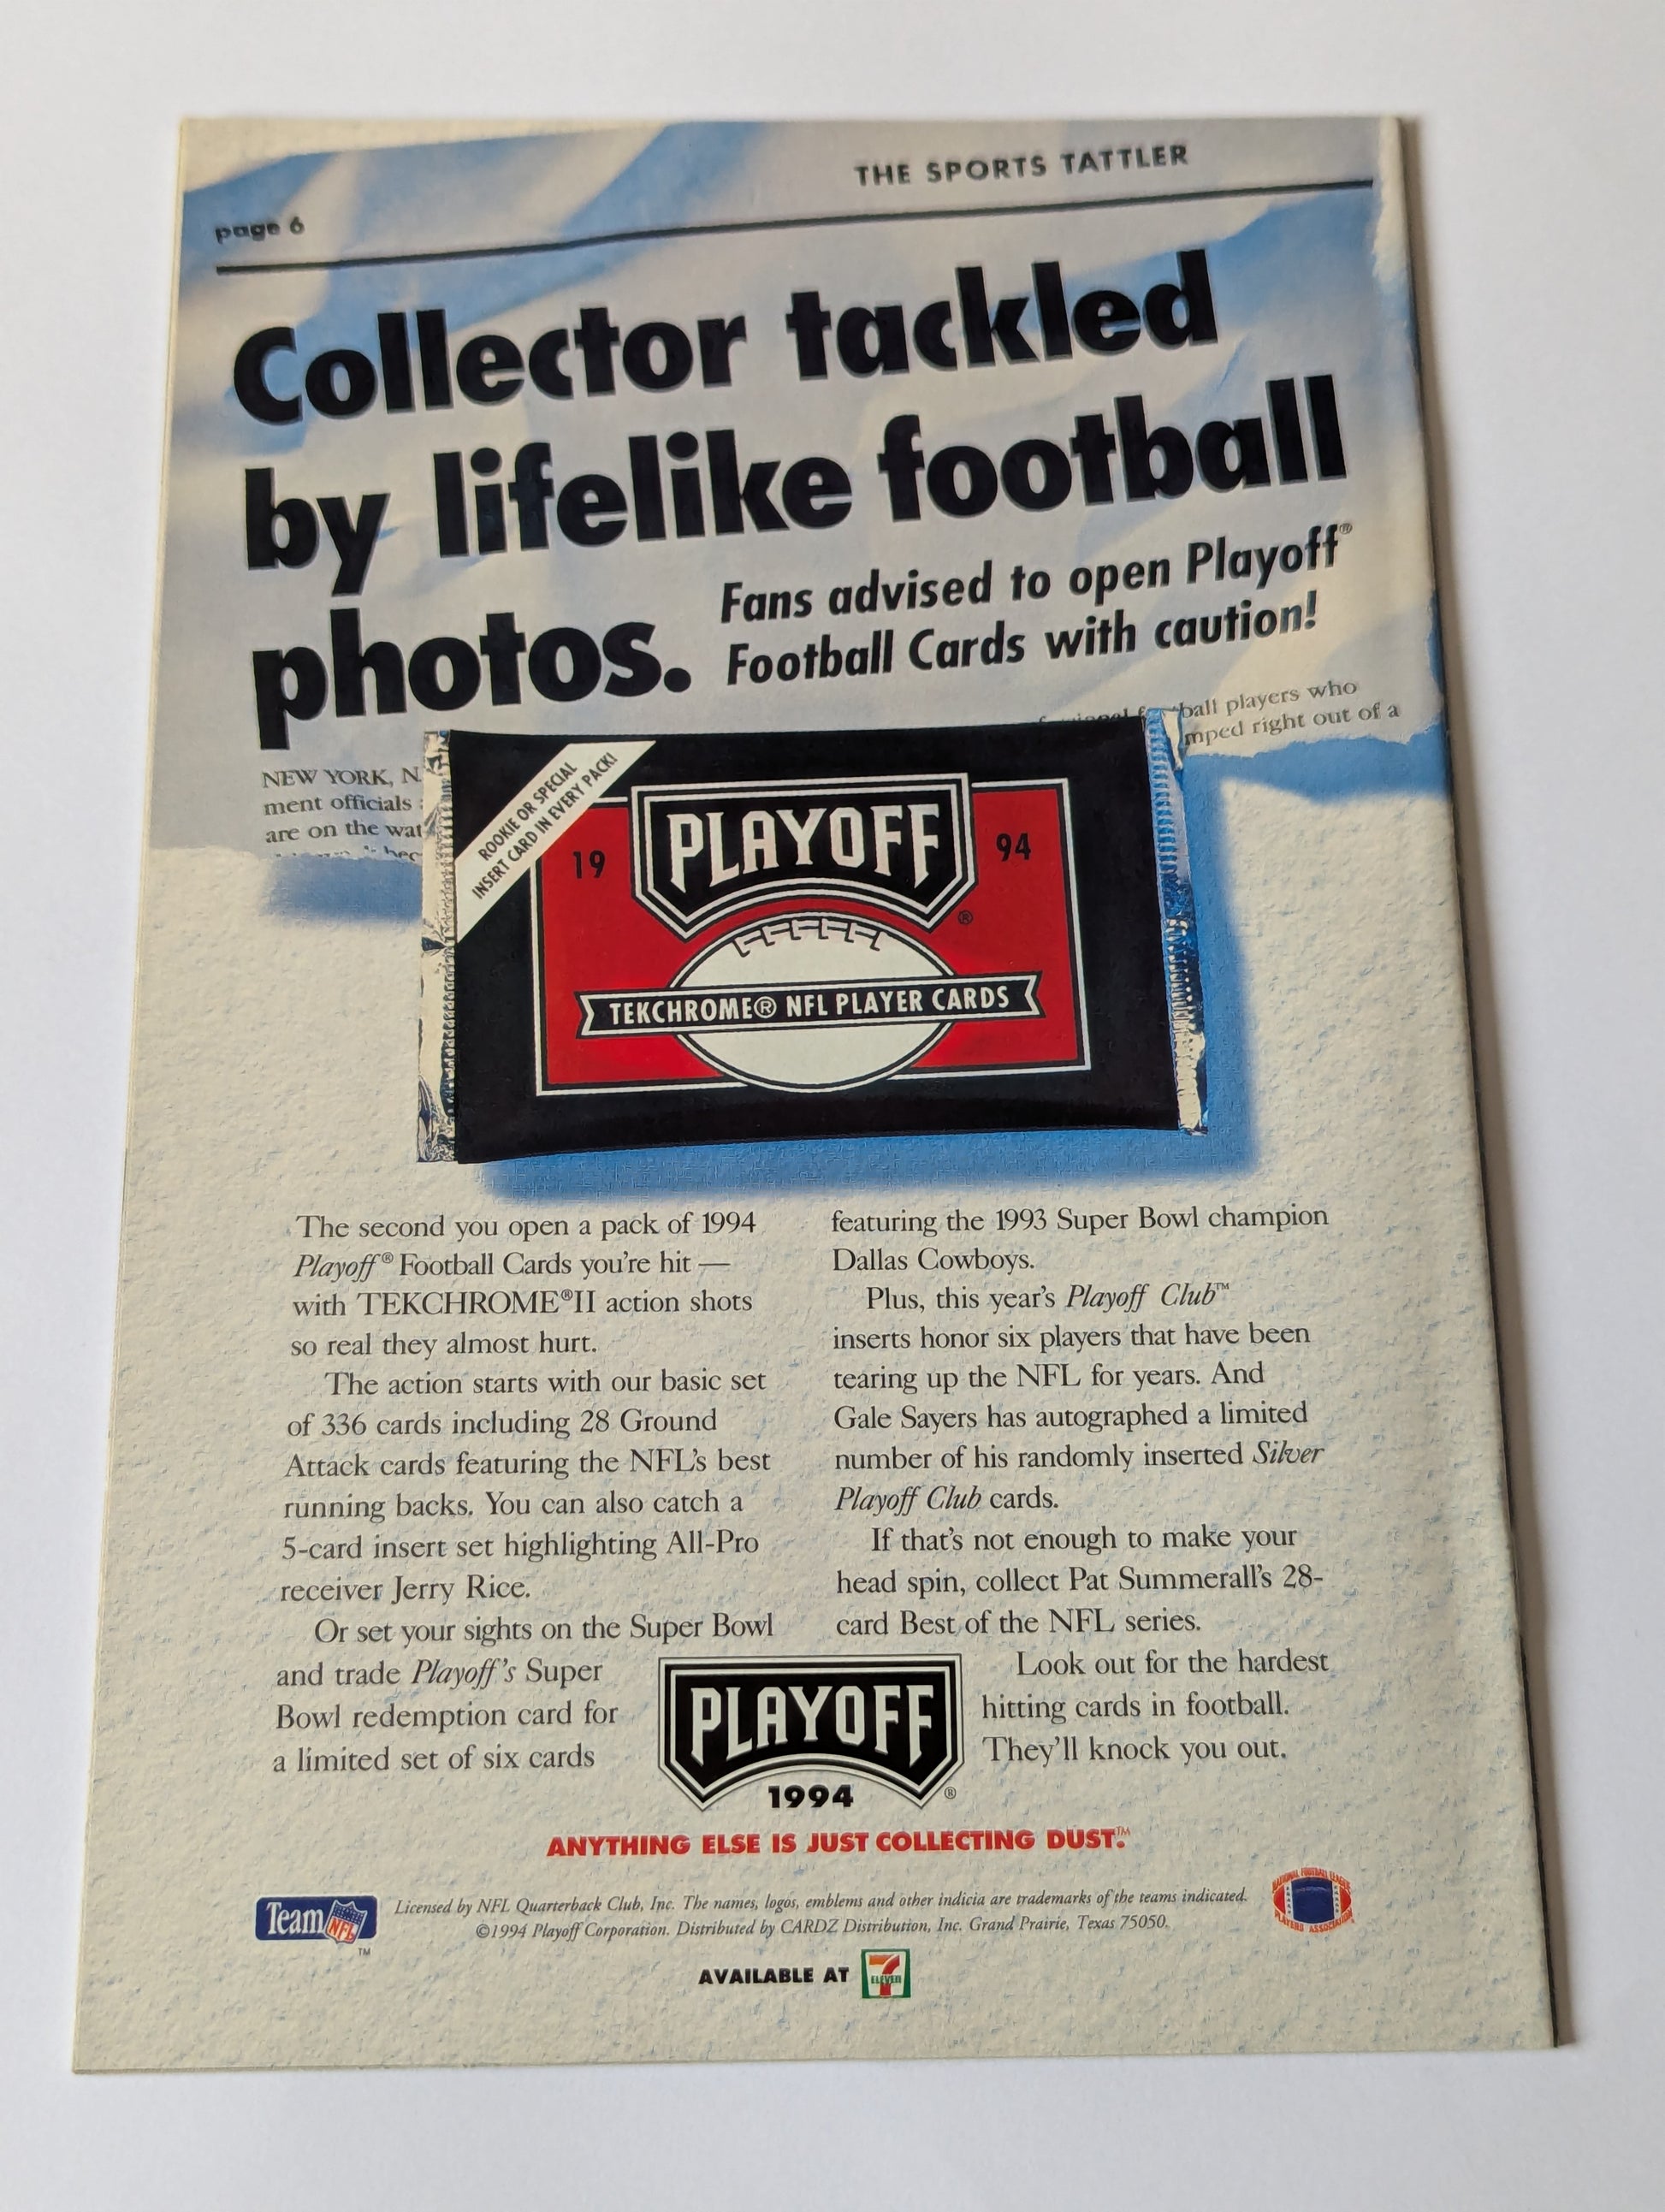 THE SPORTS TATTLER
page 6
Collector tackled
by lifelike football
photos.
Fans advised to open Playoff®
Football Cards with caution!
ball players who
mped right out of a
NEW YORK, N
ment officials
are on the wat
ROOKIE OR SPECIAL
INSERT CARD IN EVERY PACK!
19 PLAYOFF 94
®
TEKCHROME® NFL PLAYER CARDS
The second you open a pack of 1994
Playoff® Football Cards you're hit —
with TEKCHROME®II action shots
so real they almost hurt.
The action starts with our basic set
of 336 cards including 28 Ground
Attack cards featuring the NFL's best
running backs. You can also catch a
5-card insert set highlighting All-Pro
receiver Jerry Rice.
Or set your sights on the Super Bowl
and trade Playoff's Super
Bowl redemption card for
a limited set of six cards
featuring the 1993 Super Bowl champion
Dallas Cowboys.
Plus, this year's Playoff Club™
inserts honor six players that have been
tearing up the NFL for years. And
Gale Sayers has autographed a limited
number of his randomly inserted Silver
Playoff Club cards.
If that's not enough to make your
head spin, collect Pat Summerall's 28-
card Best of the NFL series.
Look out for the hardest
hitting cards in football.
They'll knock you out.
PLAYOFF
1994 ®
ANYTHING ELSE IS JUST COLLECTING DUST.™
Team NFL ™
Licensed by NFL Quarterback Club, Inc. The names, logos, emblems and other indicia are trademarks of the teams indicated.
©1994 Playoff Corporation. Distributed by CARDZ Distribution, Inc. Grand Prairie, Texas 75050.
NATIONAL FOOTBALL LEAGUE
PLAYERS ASSOCIATION
AVAILABLE AT 7 ELEVEN